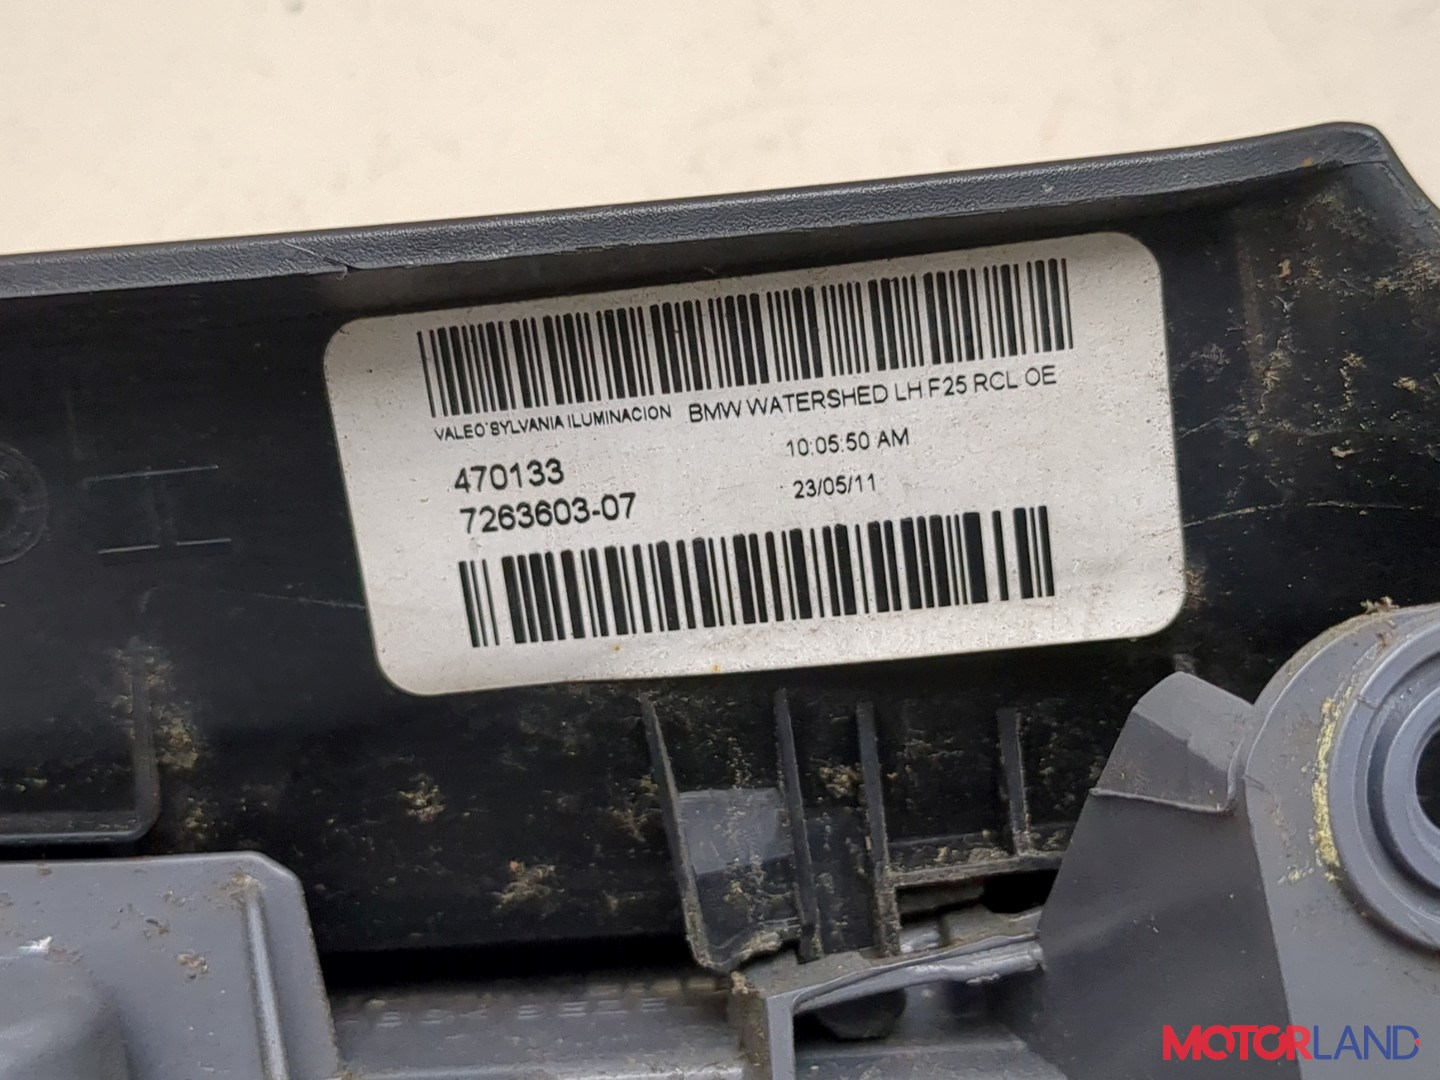 VALEO SYLVANIA ILUMINACION BMW WATERSHED LH F25 RCL OE
470133 10:05:50 AM
7263603-07 23/05/11
MOTORLAND